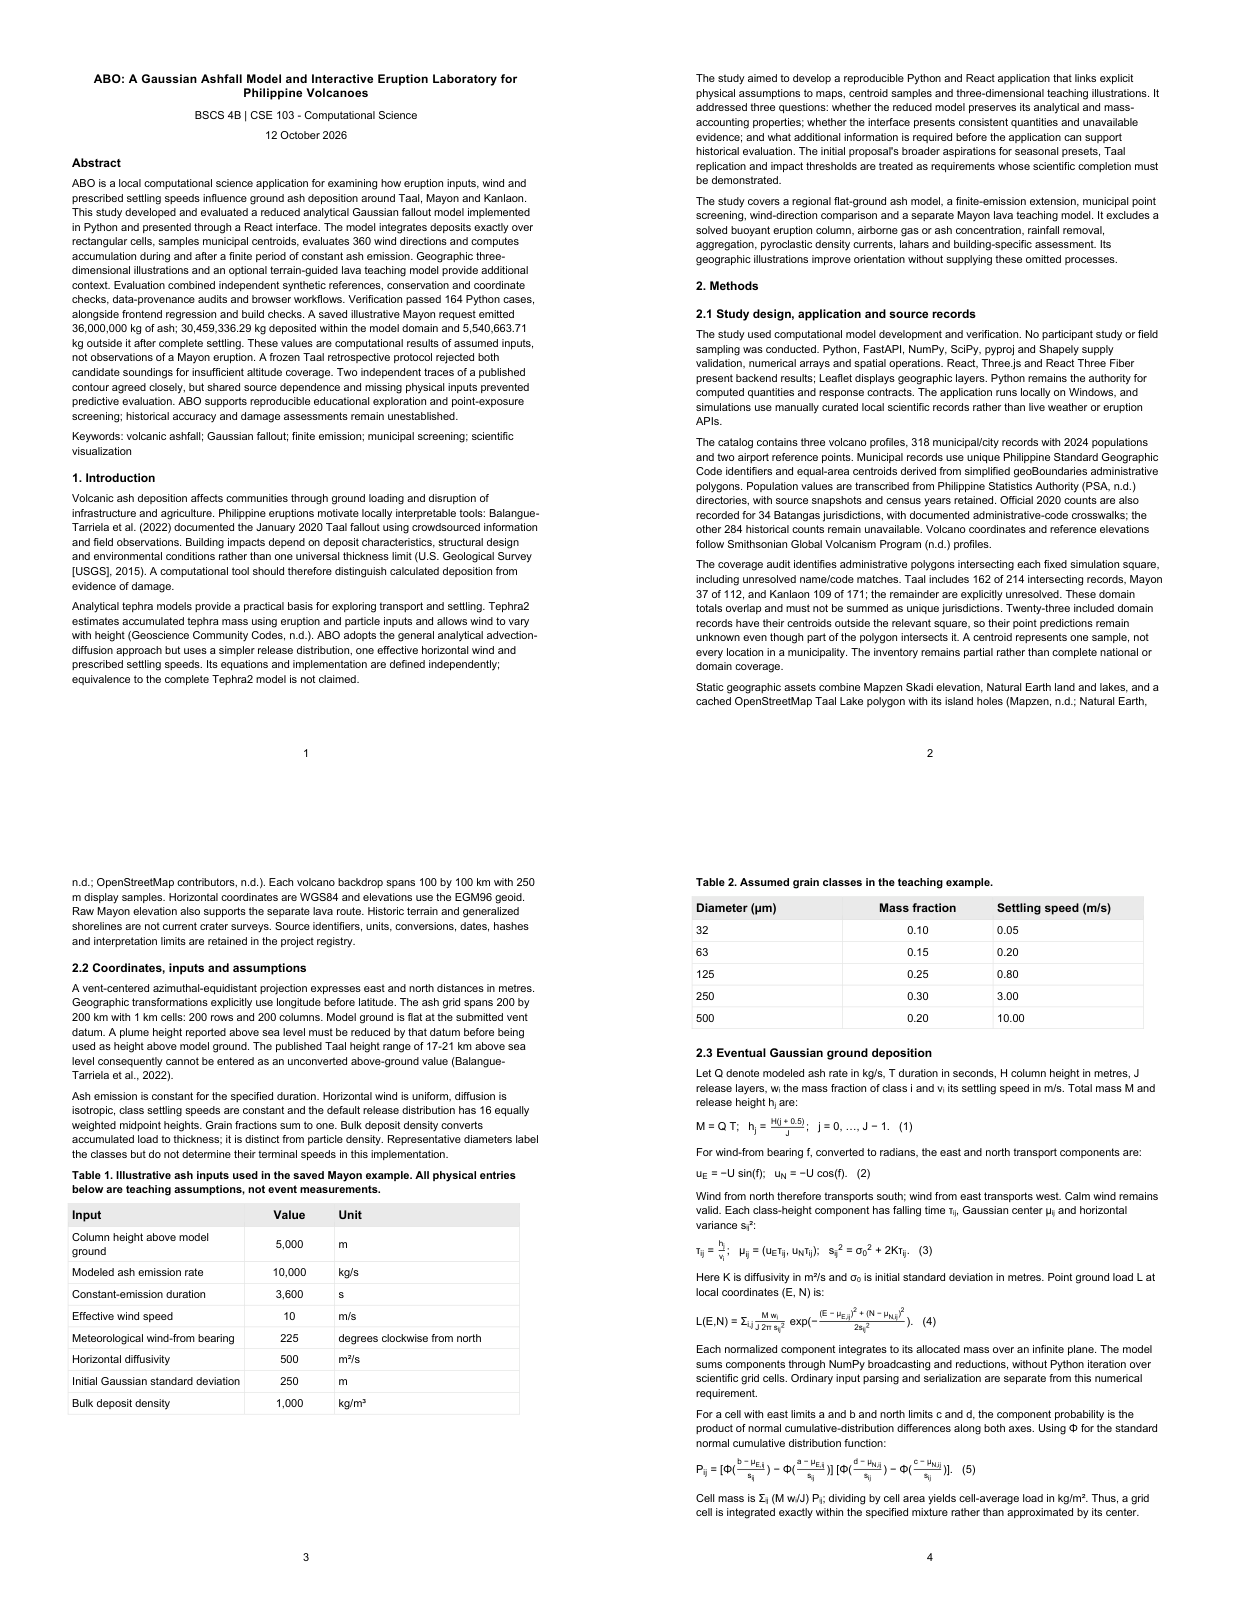 ABO: A Gaussian Ashfall Model and Interactive Eruption Laboratory for
Philippine Volcanoes
BSCS 4B | CSE 103 - Computational Science
12 October 2026
Abstract
ABO is a local computational science application for examining how eruption inputs, wind and
prescribed settling speeds influence ground ash deposition around Taal, Mayon and Kanlaon.
This study developed and evaluated a reduced analytical Gaussian fallout model implemented
in Python and presented through a React interface. The model integrates deposits exactly over
rectangular cells, samples municipal centroids, evaluates 360 wind directions and computes
accumulation during and after a finite period of constant ash emission. Geographic three-
dimensional illustrations and an optional terrain-guided lava teaching model provide additional
context. Evaluation combined independent synthetic references, conservation and coordinate
checks, data-provenance audits and browser workflows. Verification passed 164 Python cases,
alongside frontend regression and build checks. A saved illustrative Mayon request emitted
36,000,000 kg of ash; 30,459,336.29 kg deposited within the model domain and 5,540,663.71
kg outside it after complete settling. These values are computational results of assumed inputs,
not observations of a Mayon eruption. A frozen Taal retrospective protocol rejected both
candidate soundings for insufficient altitude coverage. Two independent traces of a published
contour agreed closely, but shared source dependence and missing physical inputs prevented
predictive evaluation. ABO supports reproducible educational exploration and point-exposure
screening; historical accuracy and damage assessments remain unestablished.
Keywords: volcanic ashfall; Gaussian fallout; finite emission; municipal screening; scientific
visualization
1. Introduction
Volcanic ash deposition affects communities through ground loading and disruption of
infrastructure and agriculture. Philippine eruptions motivate locally interpretable tools: Balangue-
Tarriela et al. (2022) documented the January 2020 Taal fallout using crowdsourced information
and field observations. Building impacts depend on deposit characteristics, structural design
and environmental conditions rather than one universal thickness limit (U.S. Geological Survey
[USGS], 2015). A computational tool should therefore distinguish calculated deposition from
evidence of damage.
Analytical tephra models provide a practical basis for exploring transport and settling. Tephra2
estimates accumulated tephra mass using eruption and particle inputs and allows wind to vary
with height (Geoscience Community Codes, n.d.). ABO adopts the general analytical advection-
diffusion approach but uses a simpler release distribution, one effective horizontal wind and
prescribed settling speeds. Its equations and implementation are defined independently;
equivalence to the complete Tephra2 model is not claimed.
1
The study aimed to develop a reproducible Python and React application that links explicit
physical assumptions to maps, centroid samples and three-dimensional teaching illustrations. It
addressed three questions: whether the reduced model preserves its analytical and mass-
accounting properties; whether the interface presents consistent quantities and unavailable
evidence; and what additional information is required before the application can support
historical evaluation. The initial proposal's broader aspirations for seasonal presets, Taal
replication and impact thresholds are treated as requirements whose scientific completion must
be demonstrated.
The study covers a regional flat-ground ash model, a finite-emission extension, municipal point
screening, wind-direction comparison and a separate Mayon lava teaching model. It excludes a
solved buoyant eruption column, airborne gas or ash concentration, rainfall removal,
aggregation, pyroclastic density currents, lahars and building-specific assessment. Its
geographic illustrations improve orientation without supplying these omitted processes.
2. Methods
2.1 Study design, application and source records
The study used computational model development and verification. No participant study or field
sampling was conducted. Python, FastAPI, NumPy, SciPy, pyproj and Shapely supply
validation, numerical arrays and spatial operations. React, Three.js and React Three Fiber
present backend results; Leaflet displays geographic layers. Python remains the authority for
computed quantities and response contracts. The application runs locally on Windows, and
simulations use manually curated local scientific records rather than live weather or eruption
APIs.
The catalog contains three volcano profiles, 318 municipal/city records with 2024 populations
and two airport reference points. Municipal records use unique Philippine Standard Geographic
Code identifiers and equal-area centroids derived from simplified geoBoundaries administrative
polygons. Population values are transcribed from Philippine Statistics Authority (PSA, n.d.)
directories, with source snapshots and census years retained. Official 2020 counts are also
recorded for 34 Batangas jurisdictions, with documented administrative-code crosswalks; the
other 284 historical counts remain unavailable. Volcano coordinates and reference elevations
follow Smithsonian Global Volcanism Program (n.d.) profiles.
The coverage audit identifies administrative polygons intersecting each fixed simulation square,
including unresolved name/code matches. Taal includes 162 of 214 intersecting records, Mayon
37 of 112, and Kanlaon 109 of 171; the remainder are explicitly unresolved. These domain
totals overlap and must not be summed as unique jurisdictions. Twenty-three included domain
records have their centroids outside the relevant square, so their point predictions remain
unknown even though part of the polygon intersects it. A centroid represents one sample, not
every location in a municipality. The inventory remains partial rather than complete national or
domain coverage.
Static geographic assets combine Mapzen Skadi elevation, Natural Earth land and lakes, and a
cached OpenStreetMap Taal Lake polygon with its island holes (Mapzen, n.d.; Natural Earth,
2
n.d.; OpenStreetMap contributors, n.d.). Each volcano backdrop spans 100 by 100 km with 250
m display samples. Horizontal coordinates are WGS84 and elevations use the EGM96 geoid.
Raw Mayon elevation also supports the separate lava route. Historic terrain and generalized
shorelines are not current crater surveys. Source identifiers, units, conversions, dates, hashes
and interpretation limits are retained in the project registry.
2.2 Coordinates, inputs and assumptions
A vent-centered azimuthal-equidistant projection expresses east and north distances in metres.
Geographic transformations explicitly use longitude before latitude. The ash grid spans 200 by
200 km with 1 km cells: 200 rows and 200 columns. Model ground is flat at the submitted vent
datum. A plume height reported above sea level must be reduced by that datum before being
used as height above model ground. The published Taal height range of 17-21 km above sea
level consequently cannot be entered as an unconverted above-ground value (Balangue-
Tarriela et al., 2022).
Ash emission is constant for the specified duration. Horizontal wind is uniform, diffusion is
isotropic, class settling speeds are constant and the default release distribution has 16 equally
weighted midpoint heights. Grain fractions sum to one. Bulk deposit density converts
accumulated load to thickness; it is distinct from particle density. Representative diameters label
the classes but do not determine their terminal speeds in this implementation.
Table 1. Illustrative ash inputs used in the saved Mayon example. All physical entries
below are teaching assumptions, not event measurements.
Input Value Unit
Column height above model
ground 5,000 m
Modeled ash emission rate 10,000 kg/s
Constant-emission duration 3,600 s
Effective wind speed 10 m/s
Meteorological wind-from bearing 225 degrees clockwise from north
Horizontal diffusivity 500 m²/s
Initial Gaussian standard deviation 250 m
Bulk deposit density 1,000 kg/m³
3
Table 2. Assumed grain classes in the teaching example.
Diameter (µm) Mass fraction Settling speed (m/s)
32 0.10 0.05
63 0.15 0.20
125 0.25 0.80
250 0.30 3.00
500 0.20 10.00
2.3 Eventual Gaussian ground deposition
Let Q denote modeled ash rate in kg/s, T duration in seconds, H column height in metres, J
release layers, wᵢ the mass fraction of class i and vᵢ its settling speed in m/s. Total mass M and
release height hⱼ are:
M = Q T; hⱼ = H(j + 0.5)/J; j = 0, …, J − 1. (1)
For wind-from bearing f, converted to radians, the east and north transport components are:
u_E = −U sin(f); u_N = −U cos(f). (2)
Wind from north therefore transports south; wind from east transports west. Calm wind remains
valid. Each class-height component has falling time τᵢⱼ, Gaussian center µᵢⱼ and horizontal
variance sᵢⱼ²:
τᵢⱼ = hⱼ/vᵢ; µᵢⱼ = (u_Eτᵢⱼ, u_Nτᵢⱼ); sᵢⱼ² = σ₀² + 2Kτᵢⱼ. (3)
Here K is diffusivity in m²/s and σ₀ is initial standard deviation in metres. Point ground load L at
local coordinates (E, N) is:
L(E,N) = Σᵢ,ⱼ M wᵢ/(J 2π sᵢⱼ²) exp(−((E − µ_E,ij)² + (N − µ_N,ij)²)/(2sᵢⱼ²)). (4)
Each normalized component integrates to its allocated mass over an infinite plane. The model
sums components through NumPy broadcasting and reductions, without Python iteration over
scientific grid cells. Ordinary input parsing and serialization are separate from this numerical
requirement.
For a cell with east limits a and b and north limits c and d, the component probability is the
product of normal cumulative-distribution differences along both axes. Using Φ for the standard
normal cumulative distribution function:
Pᵢⱼ = [Φ((b − µ_E,ij)/sᵢⱼ) − Φ((a − µ_E,ij)/sᵢⱼ)] [Φ((d − µ_N,ij)/sᵢⱼ) − Φ((c − µ_N,ij)/sᵢⱼ)]. (5)
Cell mass is Σᵢⱼ (M wᵢ/J) Pᵢⱼ; dividing by cell area yields cell-average load in kg/m². Thus, a grid
cell is integrated exactly within the specified mixture rather than approximated by its center.
4